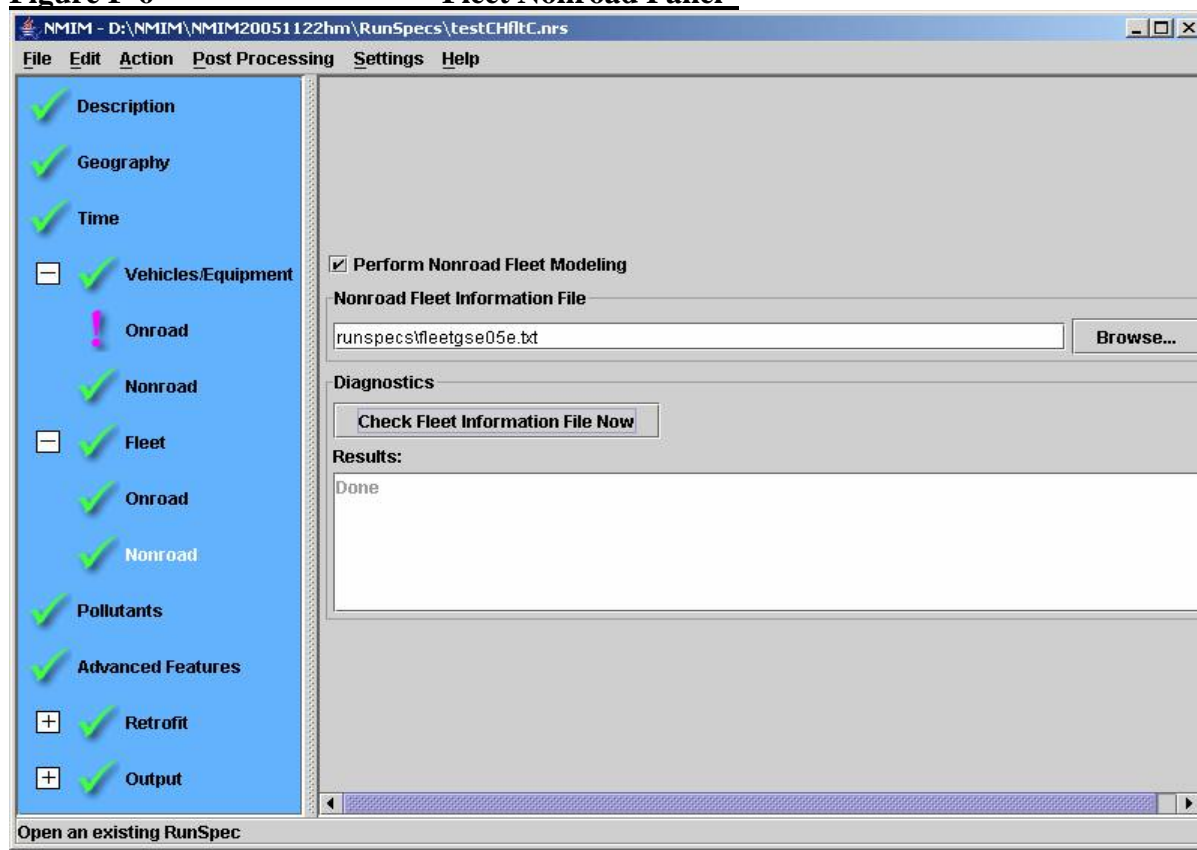 Fleet Nonroad Panel
NMIM - D:\NMIM\NMIM20051122hm\RunSpecs\testCHfltC.nrs
File Edit Action Post Processing Settings Help
Description
Geography
Time
Vehicles/Equipment
Onroad
Nonroad
Fleet
Onroad
Nonroad
Pollutants
Advanced Features
Retrofit
Output
Perform Nonroad Fleet Modeling
Nonroad Fleet Information File
runspecs\fleetgse05e.txt
Browse...
Diagnostics
Check Fleet Information File Now
Results:
Done
Open an existing RunSpec